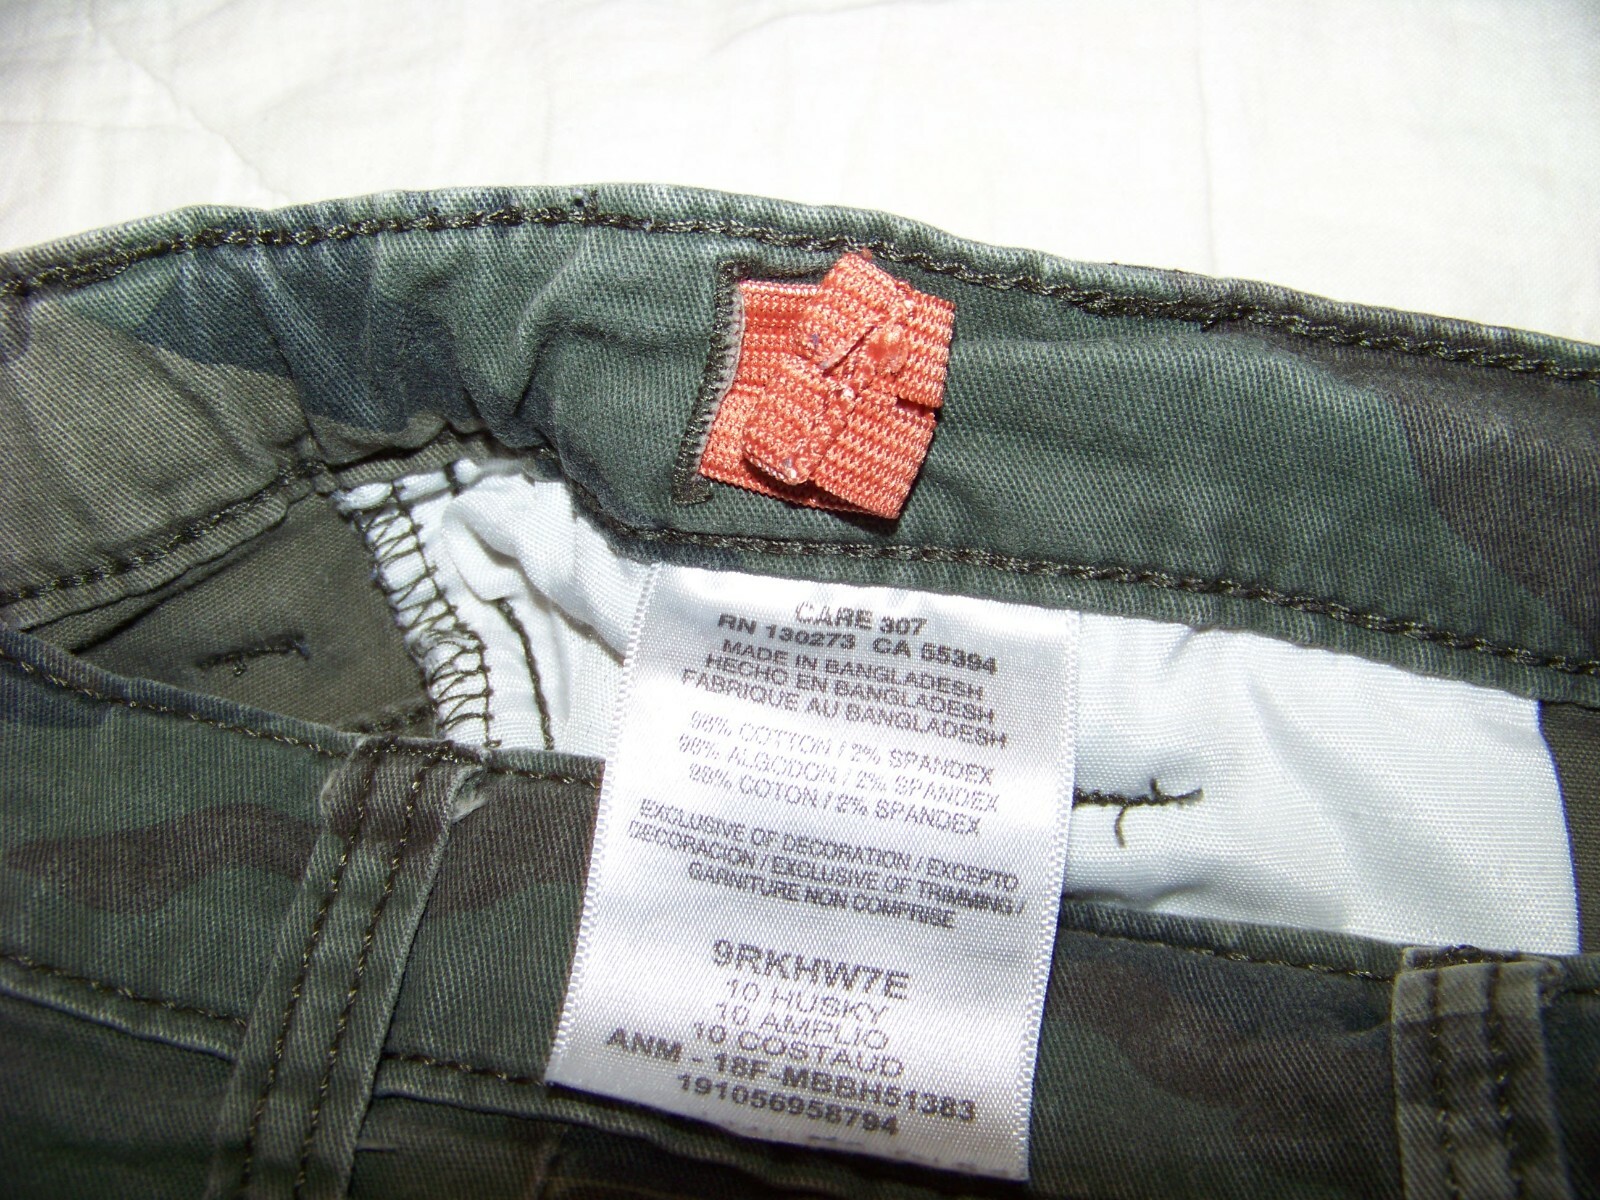 CARE 307
RN 130273 CA 55394
MADE IN BANGLADESH
HECHO EN BANGLADESH
FABRIQUE AU BANGLADESH
98% COTTON / 2% SPANDEX
98% ALGODON / 2% SPANDEX
98% COTON / 2% SPANDEX
EXCLUSIVE OF DECORATION / EXCEPTO
DECORACION / EXCLUSIVE OF TRIMMING /
GARNITURE NON COMPRISE
9RKHW7E
10 HUSKY
10 AMPLIO
10 COSTAUD
ANM - 18F-MBBH51383
191056958794